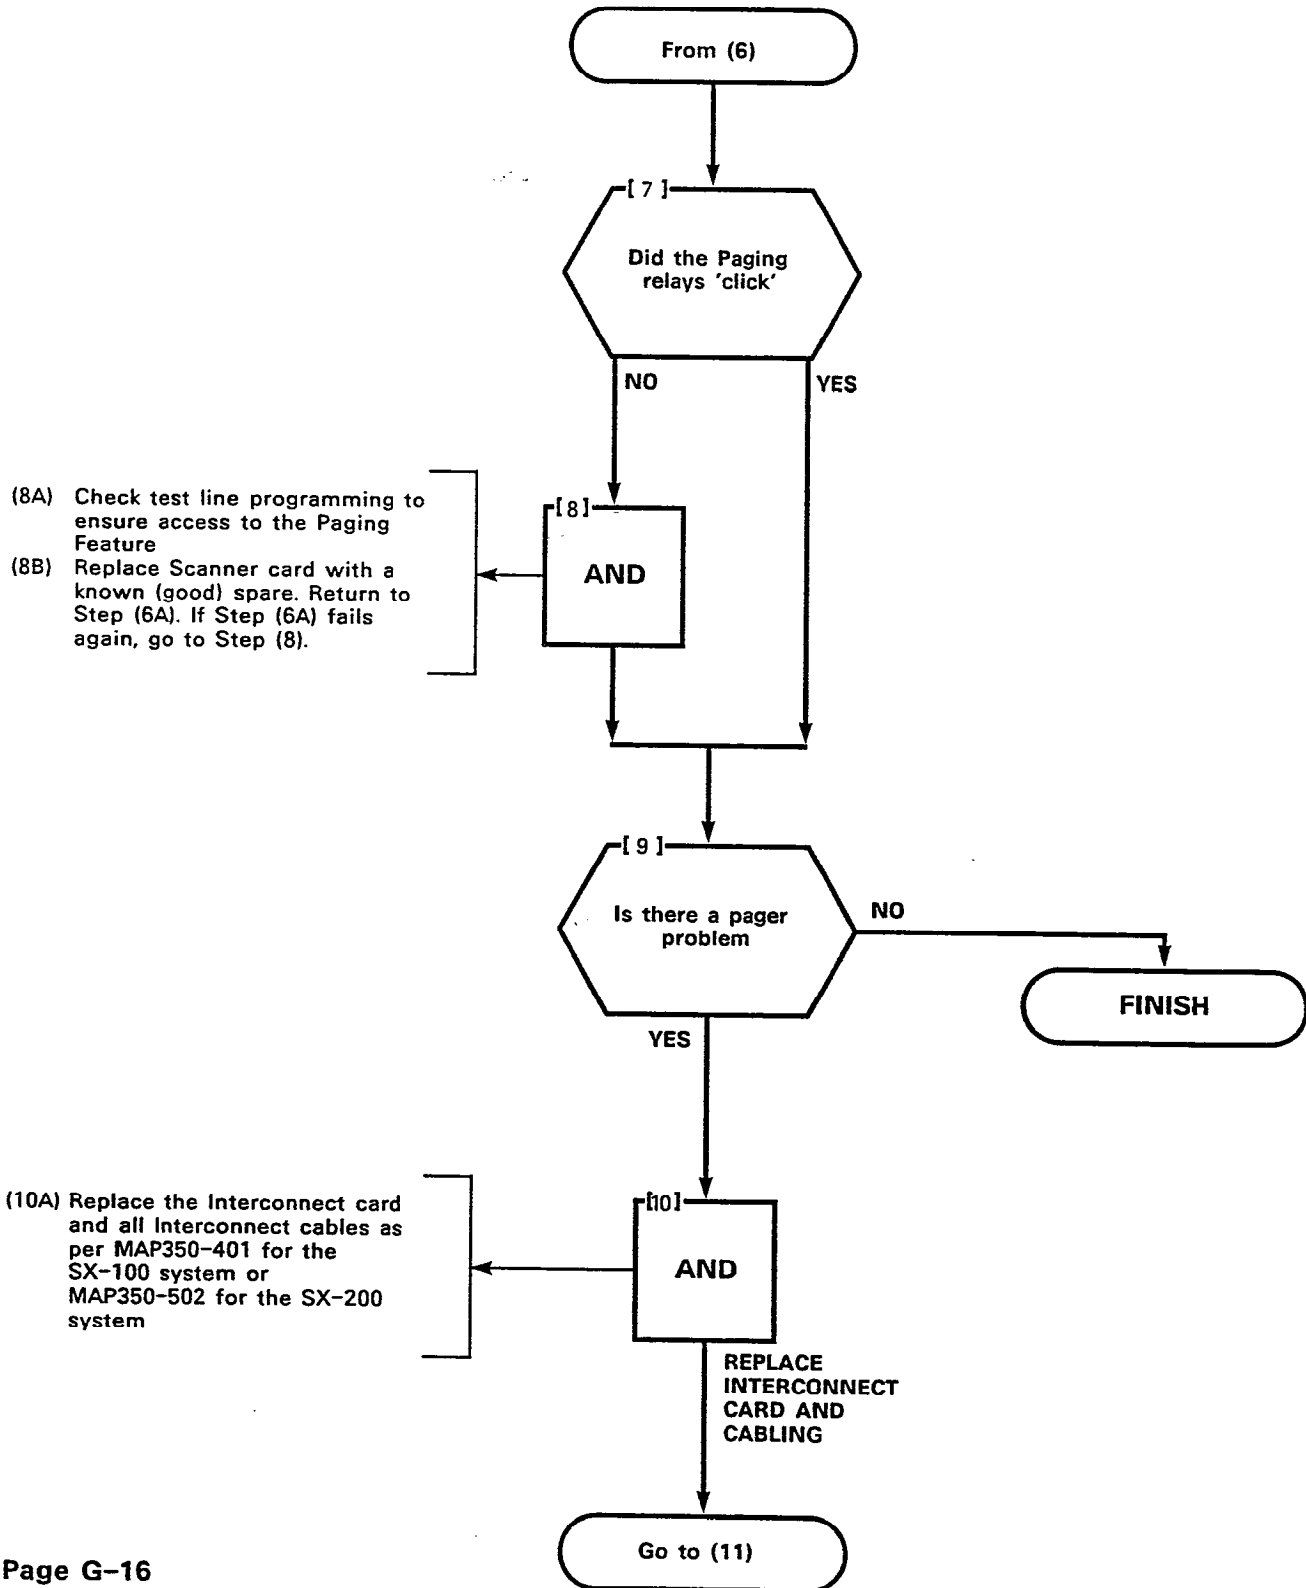 From (6)
[ 7 ]
Did the Paging
relays 'click'
NO
YES
(8A) Check test line programming to
ensure access to the Paging
Feature
(8B) Replace Scanner card with a
known (good) spare. Return to
Step (6A). If Step (6A) fails
again, go to Step (8).
[8]
AND
[ 9 ]
Is there a pager
problem
NO
FINISH
YES
(10A) Replace the Interconnect card
and all Interconnect cables as
per MAP350-401 for the
SX-100 system or
MAP350-502 for the SX-200
system
[10]
AND
REPLACE
INTERCONNECT
CARD AND
CABLING
Go to (11)
Page G-16